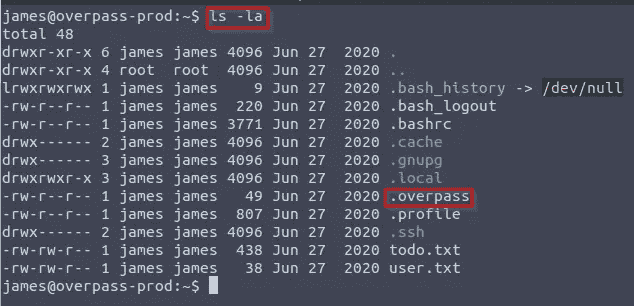 james@overpass-prod:~$ ls -la
total 48
drwxr-xr-x 6 james james 4096 Jun 27  2020 .
drwxr-xr-x 4 root  root  4096 Jun 27  2020 ..
lrwxrwxrwx 1 james james    9 Jun 27  2020 .bash_history -> /dev/null
-rw-r--r-- 1 james james  220 Jun 27  2020 .bash_logout
-rw-r--r-- 1 james james 3771 Jun 27  2020 .bashrc
drwx------ 2 james james 4096 Jun 27  2020 .cache
drwx------ 3 james james 4096 Jun 27  2020 .gnupg
drwxrwxr-x 3 james james 4096 Jun 27  2020 .local
-rw-r--r-- 1 james james   49 Jun 27  2020 .overpass
-rw-r--r-- 1 james james  807 Jun 27  2020 .profile
drwx------ 2 james james 4096 Jun 27  2020 .ssh
-rw-rw-r-- 1 james james  438 Jun 27  2020 todo.txt
-rw-rw-r-- 1 james james   38 Jun 27  2020 user.txt
james@overpass-prod:~$